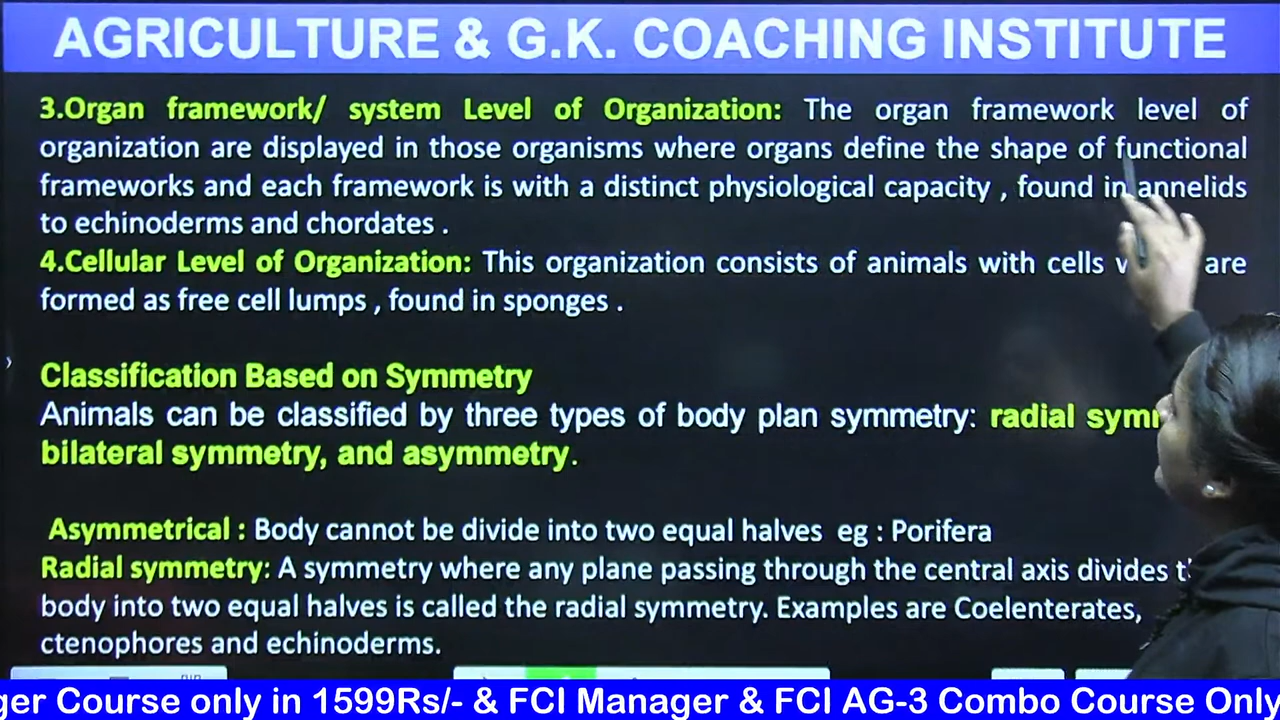 AGRICULTURE & G.K. COACHING INSTITUTE
3.Organ framework/ system Level of Organization: The organ framework level of
organization are displayed in those organisms where organs define the shape of functional
frameworks and each framework is with a distinct physiological capacity , found in annelids
to echinoderms and chordates .
4.Cellular Level of Organization: This organization consists of animals with cells are
formed as free cell lumps , found in sponges .
Classification Based on Symmetry
Animals can be classified by three types of body plan symmetry: radial
bilateral symmetry, and asymmetry.
Asymmetrical : Body cannot be divide into two equal halves eg : Porifera
Radial symmetry: A symmetry where any plane passing through the central axis divides
body into two equal halves is called the radial symmetry. Examples are Coelenterates,
ctenophores and echinoderms.
Course only in 1599Rs/- & FCI Manager & FCI AG-3 Combo Course Only